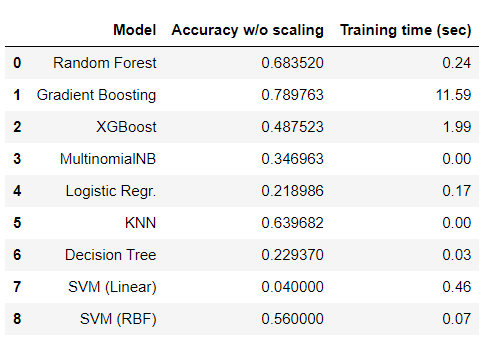 Model Accuracy w/o scaling Training time (sec)
0 Random Forest 0.683520 0.24
1 Gradient Boosting 0.789763 11.59
2 XGBoost 0.487523 1.99
3 MultinomialNB 0.346963 0.00
4 Logistic Regr. 0.218986 0.17
5 KNN 0.639682 0.00
6 Decision Tree 0.229370 0.03
7 SVM (Linear) 0.040000 0.46
8 SVM (RBF) 0.560000 0.07